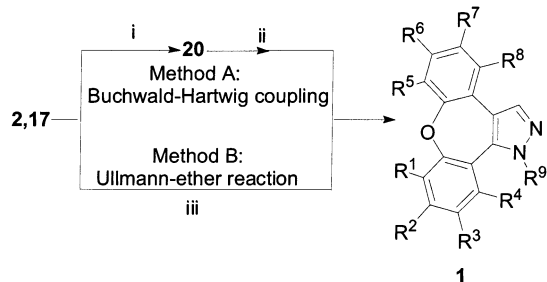 i 20 ii
Method A:
Buchwald-Hartwig coupling
2,17
Method B:
Ullmann-ether reaction
iii
R⁷
R⁶
R⁸
R⁵
O
N
N
R¹
R⁹
R⁴
R²
R³
1